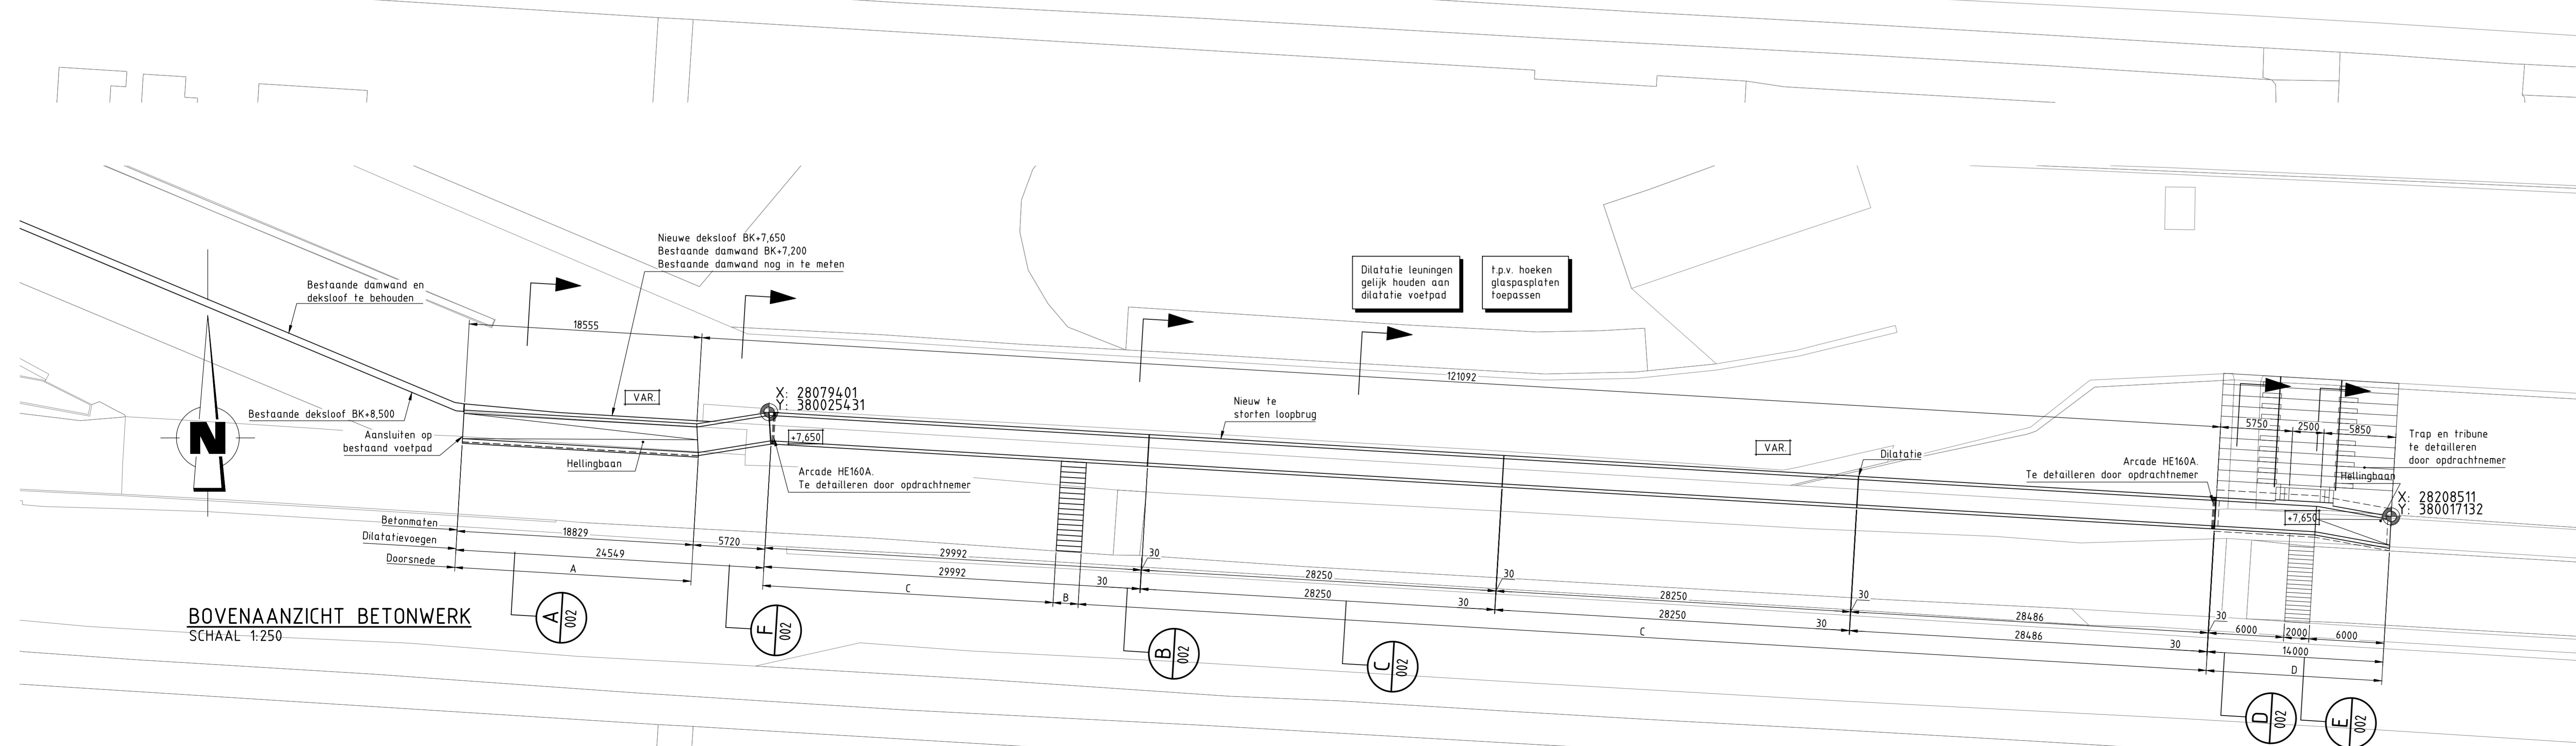 Nieuwe deksloof BK+7,650
Bestaande damwand BK+7,200
Bestaande damwand nog in te meten
Bestaande damwand en
deksloof te behouden
Dilatatie leuningen
gelijk houden aan
dilatatie voetpad
t.p.v. hoeken
glaspasplaten
toepassen
18555
121092
VAR.
X: 28079401
Y: 380025431
Bestaande deksloof BK+8,500
Nieuw te
storten loopbrug
Aansluiten op
bestaand voetpad
+7,650
Hellingbaan
Arcade HE160A.
Te detailleren door opdrachtnemer
VAR.
Dilatatie
5750
2500
5850
Trap en tribune
te detailleren
door opdrachtnemer
Arcade HE160A.
Te detailleren door opdrachtnemer
Hellingbaan
X: 28208511
Y: 380017132
+7,650
N
Betonmaten
18829
5720
29992
30
28250
30
28250
30
28486
30
6000
2000
6000
Dilatatievoegen
24549
29992
30
28250
30
28250
30
28486
30
14000
Doorsnede
A
C
B
C
D
BOVENAANZICHT BETONWERK
SCHAAL 1:250
A
002
F
002
B
002
C
002
D
002
E
002